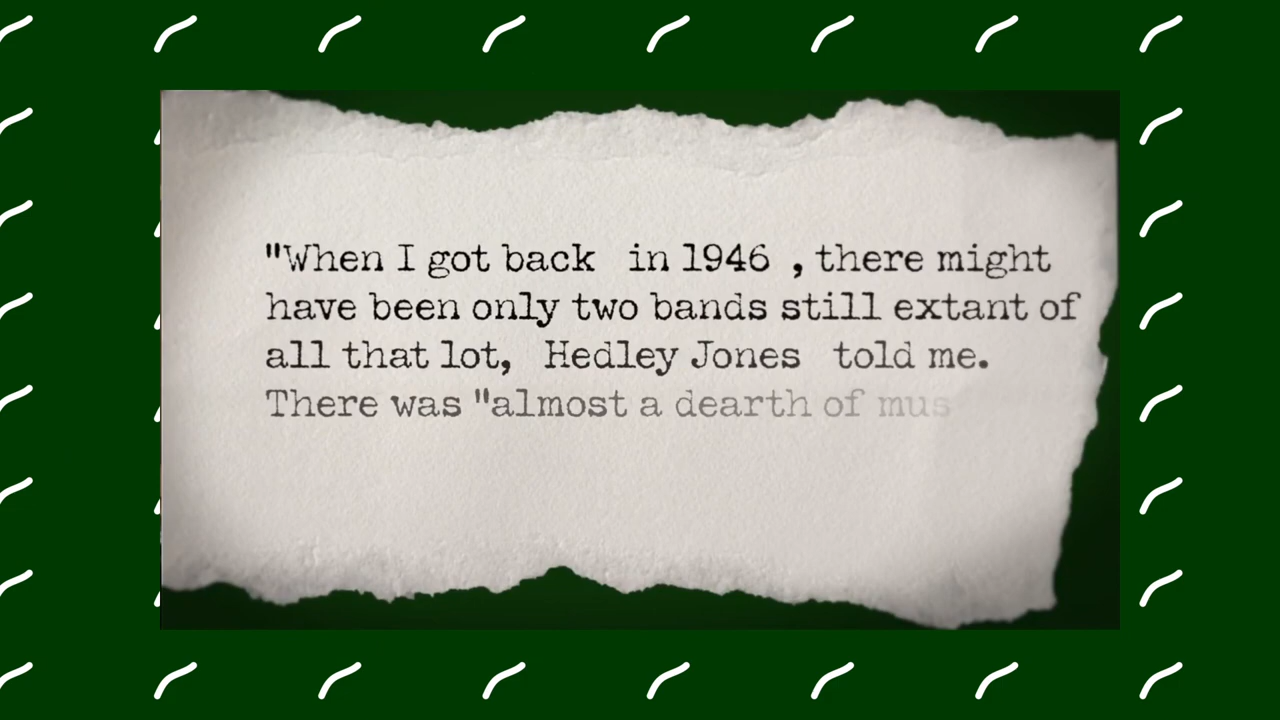 "When I got back in 1946 , there might
have been only two bands still extant of
all that lot, Hedley Jones told me.
There was "almost a dearth of mus